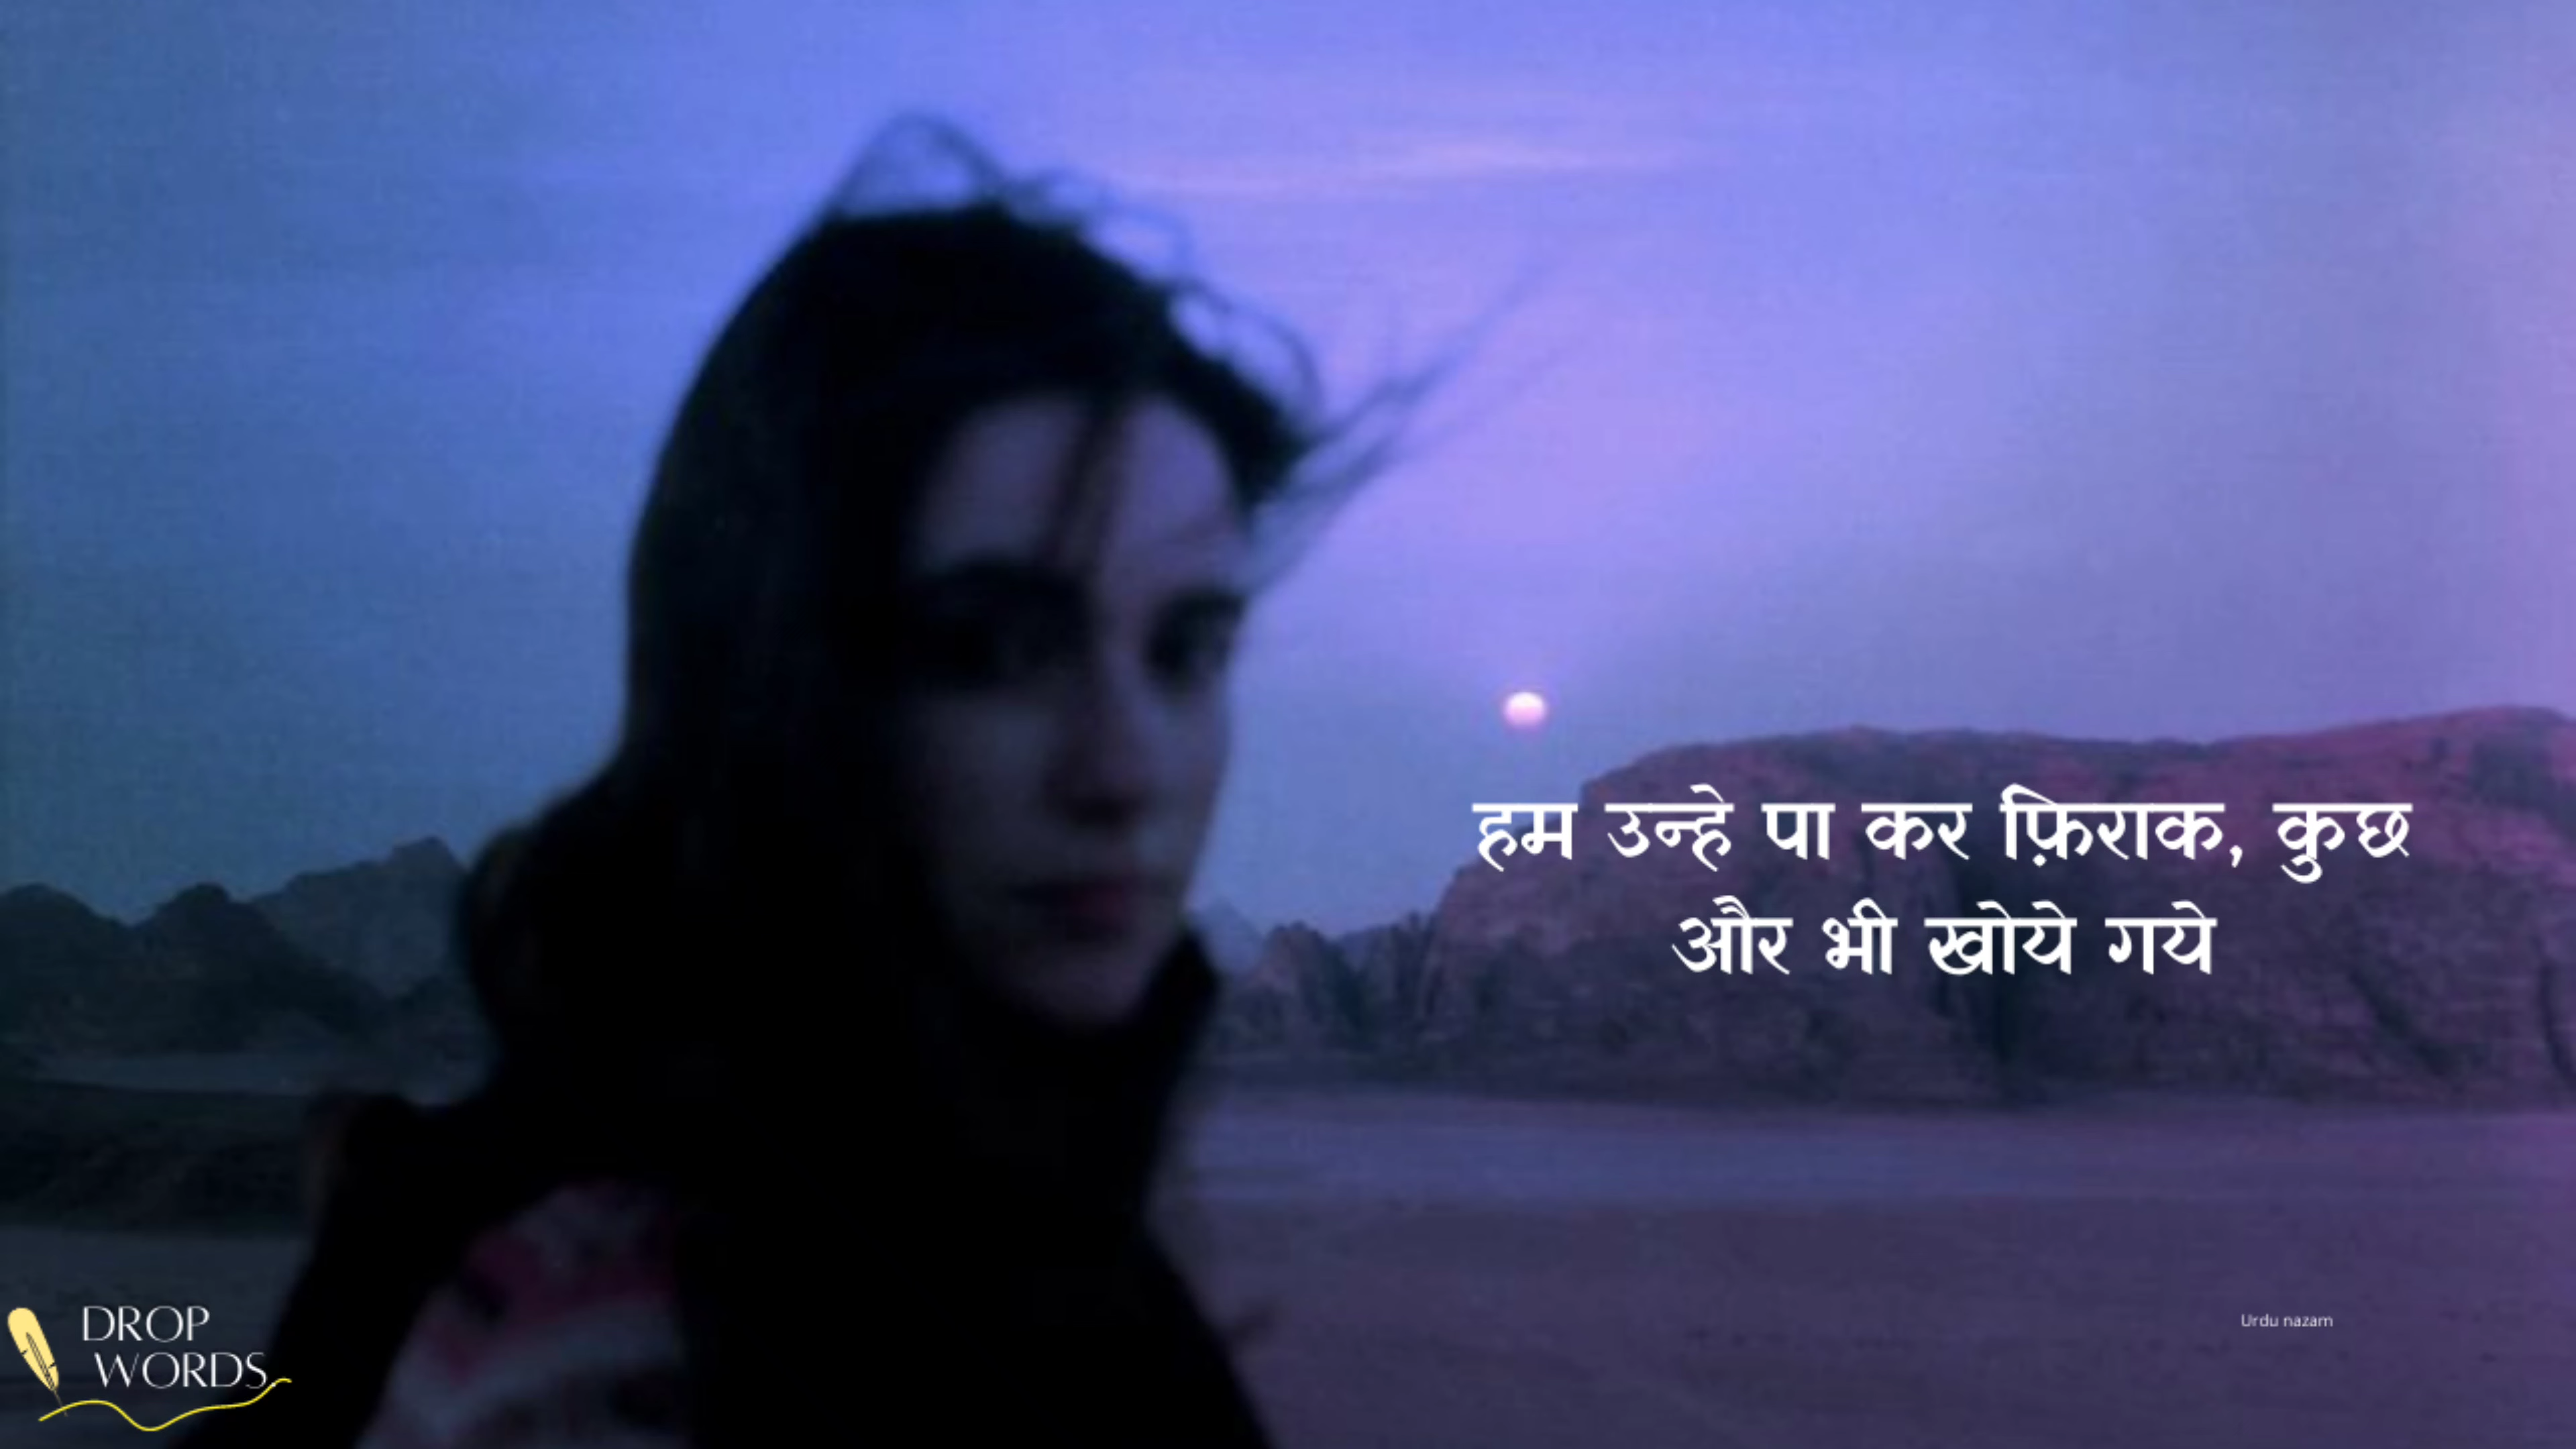 हम उन्हे पा कर फ़िराक, कुछ
और भी खोये गये
Urdu nazam
DROP
WORDS.